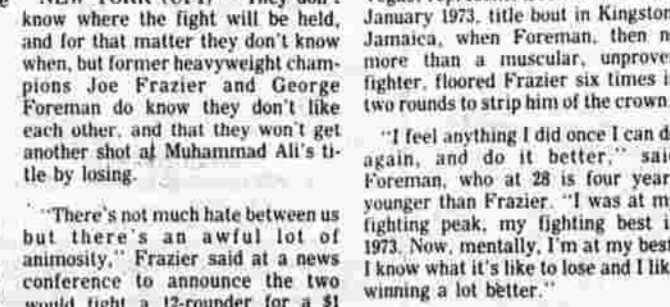 NEW YORK (UPI) — They don't
know where the fight will be held,
and for that matter they don't know
when, but former heavyweight cham-
pions Joe Frazier and George
Foreman do know they don't like
each other, and that they won't get
another shot at Muhammad Ali's ti-
tle by losing.
"There's not much hate between us
but there's an awful lot of
animosity," Frazier said at a news
conference to announce the two
would fight a 12-rounder for a $1
January 1973, title bout in Kingston
Jamaica, when Foreman, then n
more than a muscular, unprove
fighter, floored Frazier six times
two rounds to strip him of the crown
"I feel anything I did once I can d
again, and do it better," sai
Foreman, who at 28 is four year
younger than Frazier. "I was at m
fighting peak, my fighting best i
1973. Now, mentally, I'm at my best
I know what it's like to lose and I lik
winning a lot better."